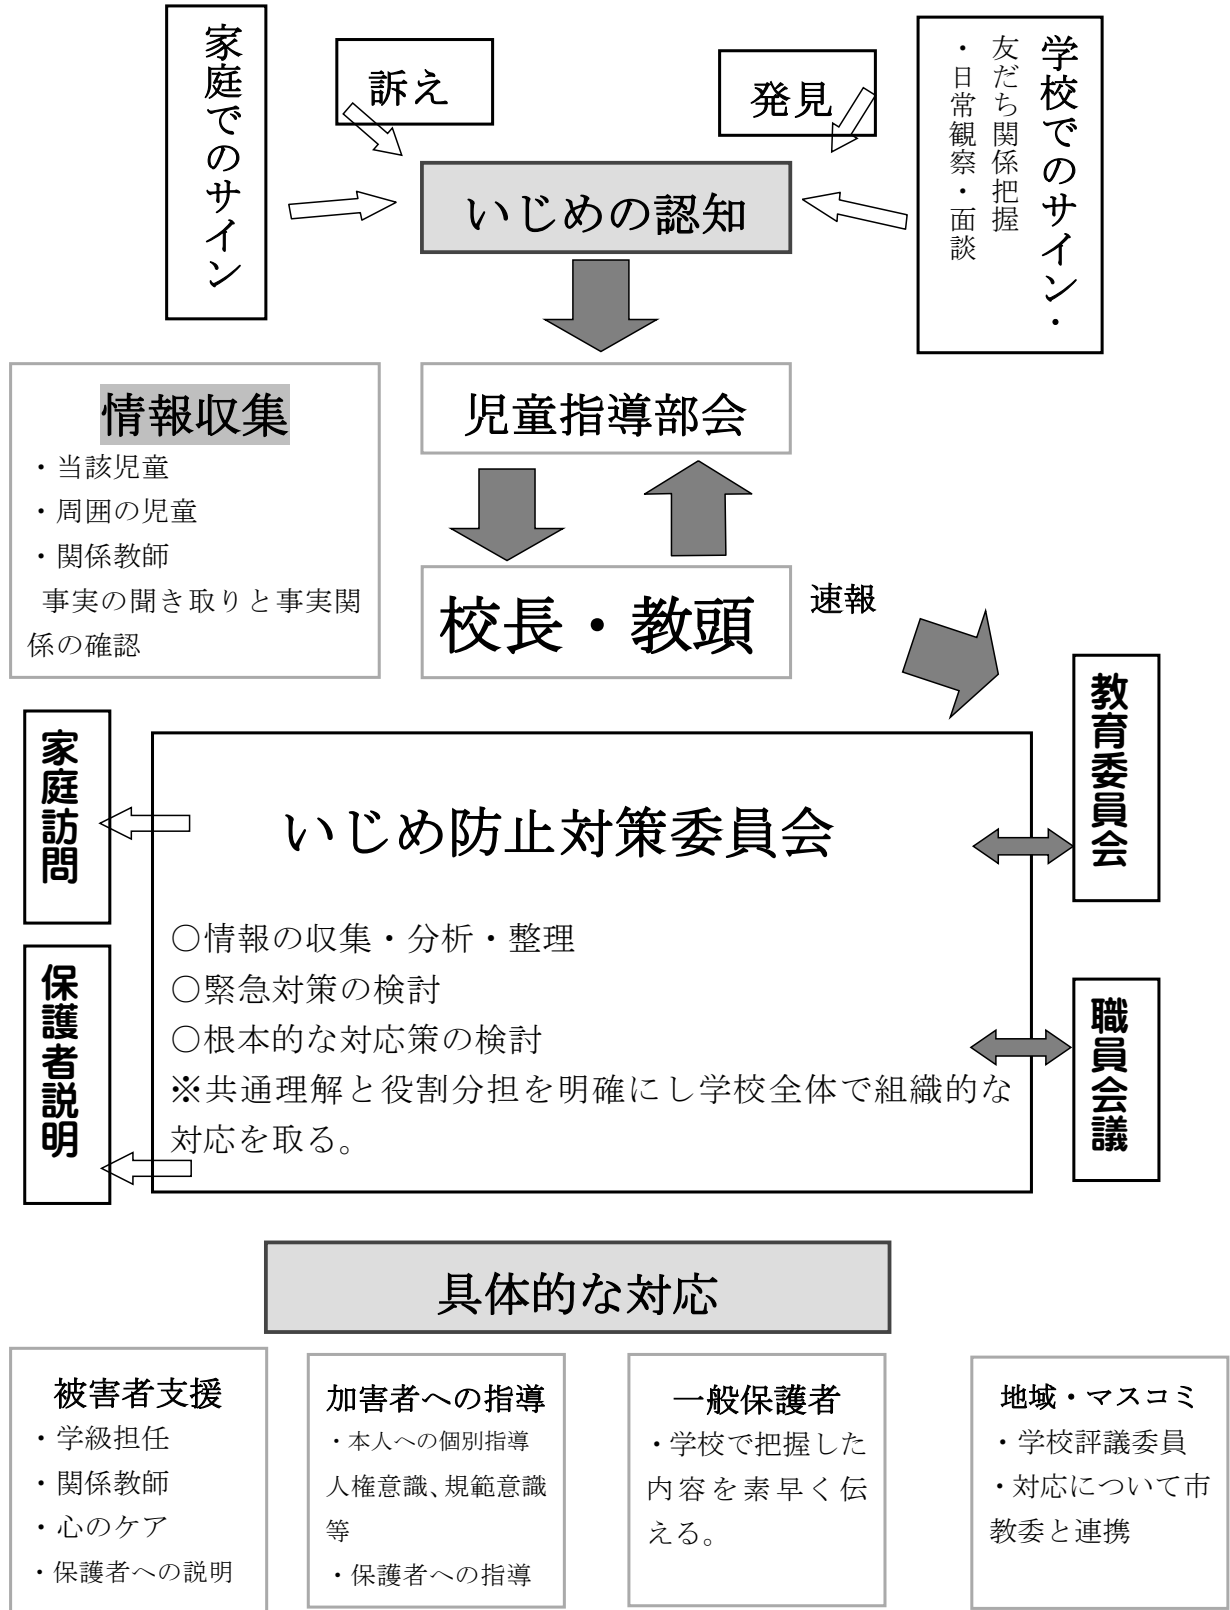 家庭でのサイン
訴え
発見
学校でのサイン・
友だち関係把握
・日常観察・面談
いじめの認知
情報収集
・当該児童
・周囲の児童
・関係教師
事実の聞き取りと事実関
係の確認
児童指導部会
校長・教頭
速報
教育委員会
家庭訪問
いじめ防止対策委員会
○情報の収集・分析・整理
○緊急対策の検討
○根本的な対応策の検討
※共通理解と役割分担を明確にし学校全体で組織的な
対応を取る。
保護者説明
職員会議
具体的な対応
被害者支援
・学級担任
・関係教師
・心のケア
・保護者への説明
加害者への指導
・本人への個別指導
人権意識、規範意識
等
・保護者への指導
一般保護者
・学校で把握した
内容を素早く伝
える。
地域・マスコミ
・学校評議委員
・対応について市
教委と連携